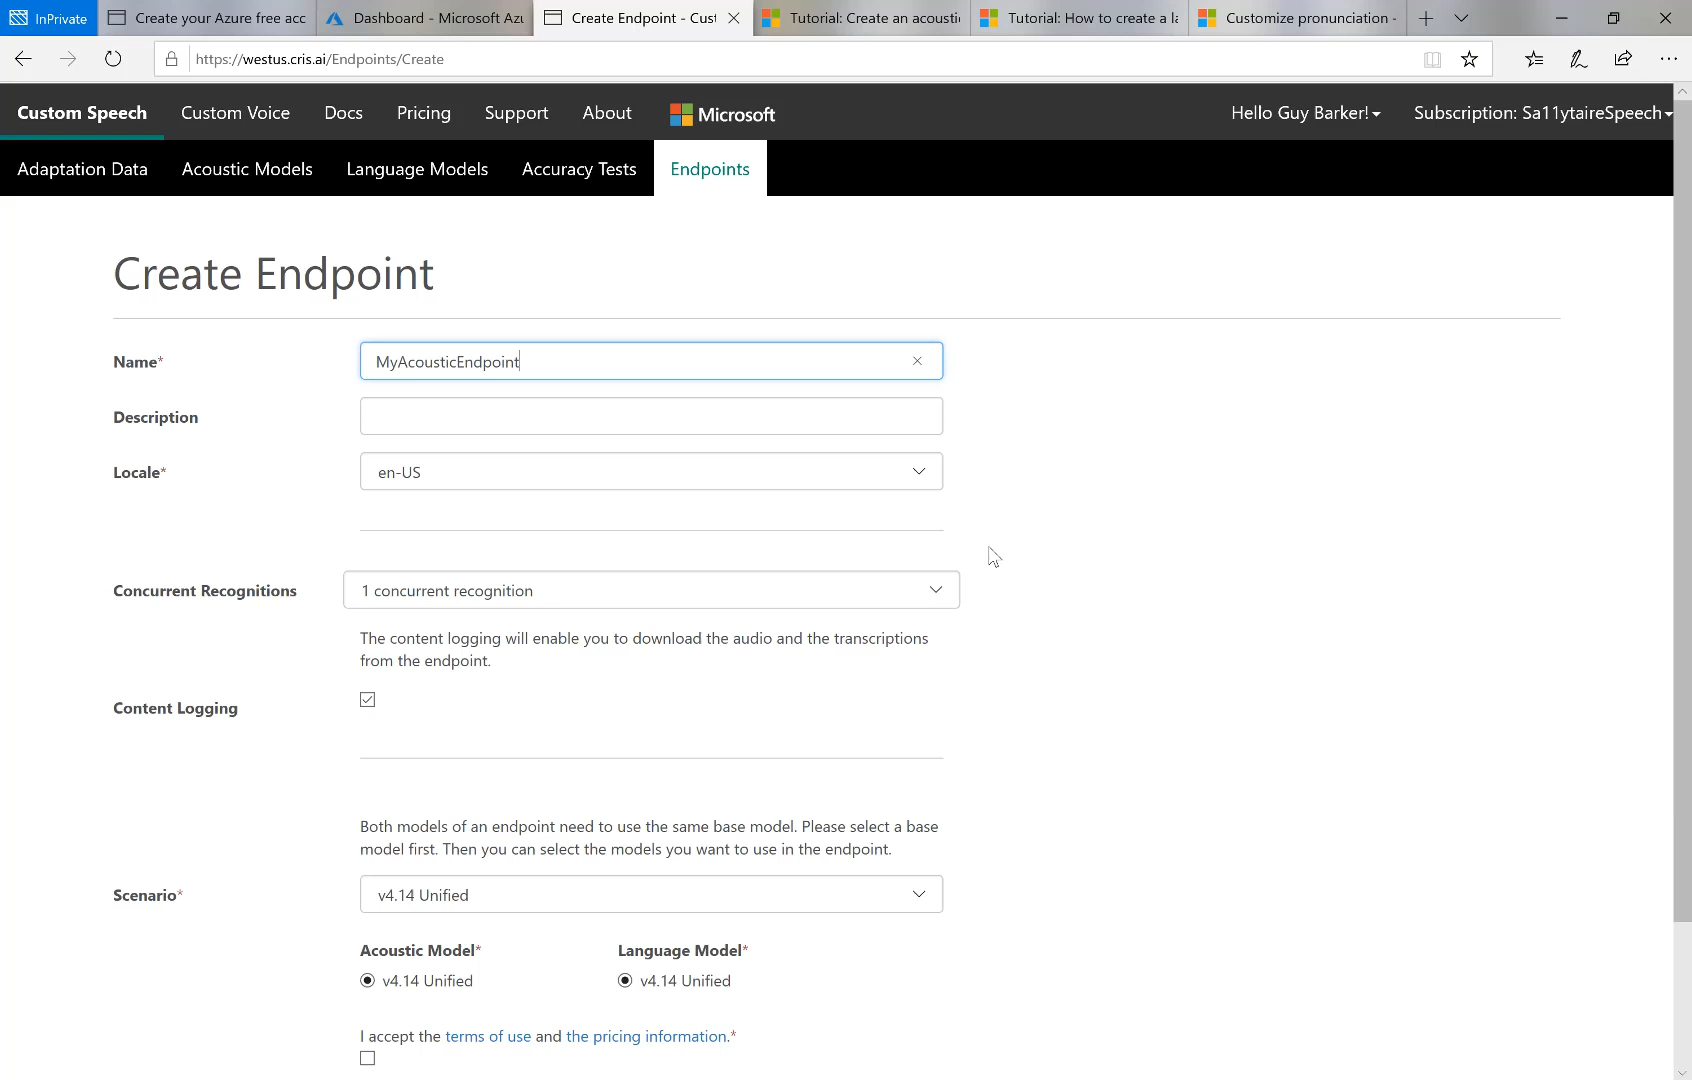 InPrivate
Create your Azure free acc
Dashboard - Microsoft Azu
Create Endpoint - Cust
Tutorial: Create an acousti
Tutorial: How to create a la
Customize pronunciation -
https://westus.cris.ai/Endpoints/Create
Custom Speech
Custom Voice
Docs
Pricing
Support
About
Microsoft
Hello Guy Barker!
Subscription: Sa11ytaireSpeech
Adaptation Data
Acoustic Models
Language Models
Accuracy Tests
Endpoints
Create Endpoint
Name*
MyAcousticEndpoint
Description
Locale*
en-US
Concurrent Recognitions
1 concurrent recognition
The content logging will enable you to download the audio and the transcriptions
from the endpoint.
Content Logging
Both models of an endpoint need to use the same base model. Please select a base
model first. Then you can select the models you want to use in the endpoint.
Scenario*
v4.14 Unified
Acoustic Model*
Language Model*
v4.14 Unified
v4.14 Unified
I accept the terms of use and the pricing information.*